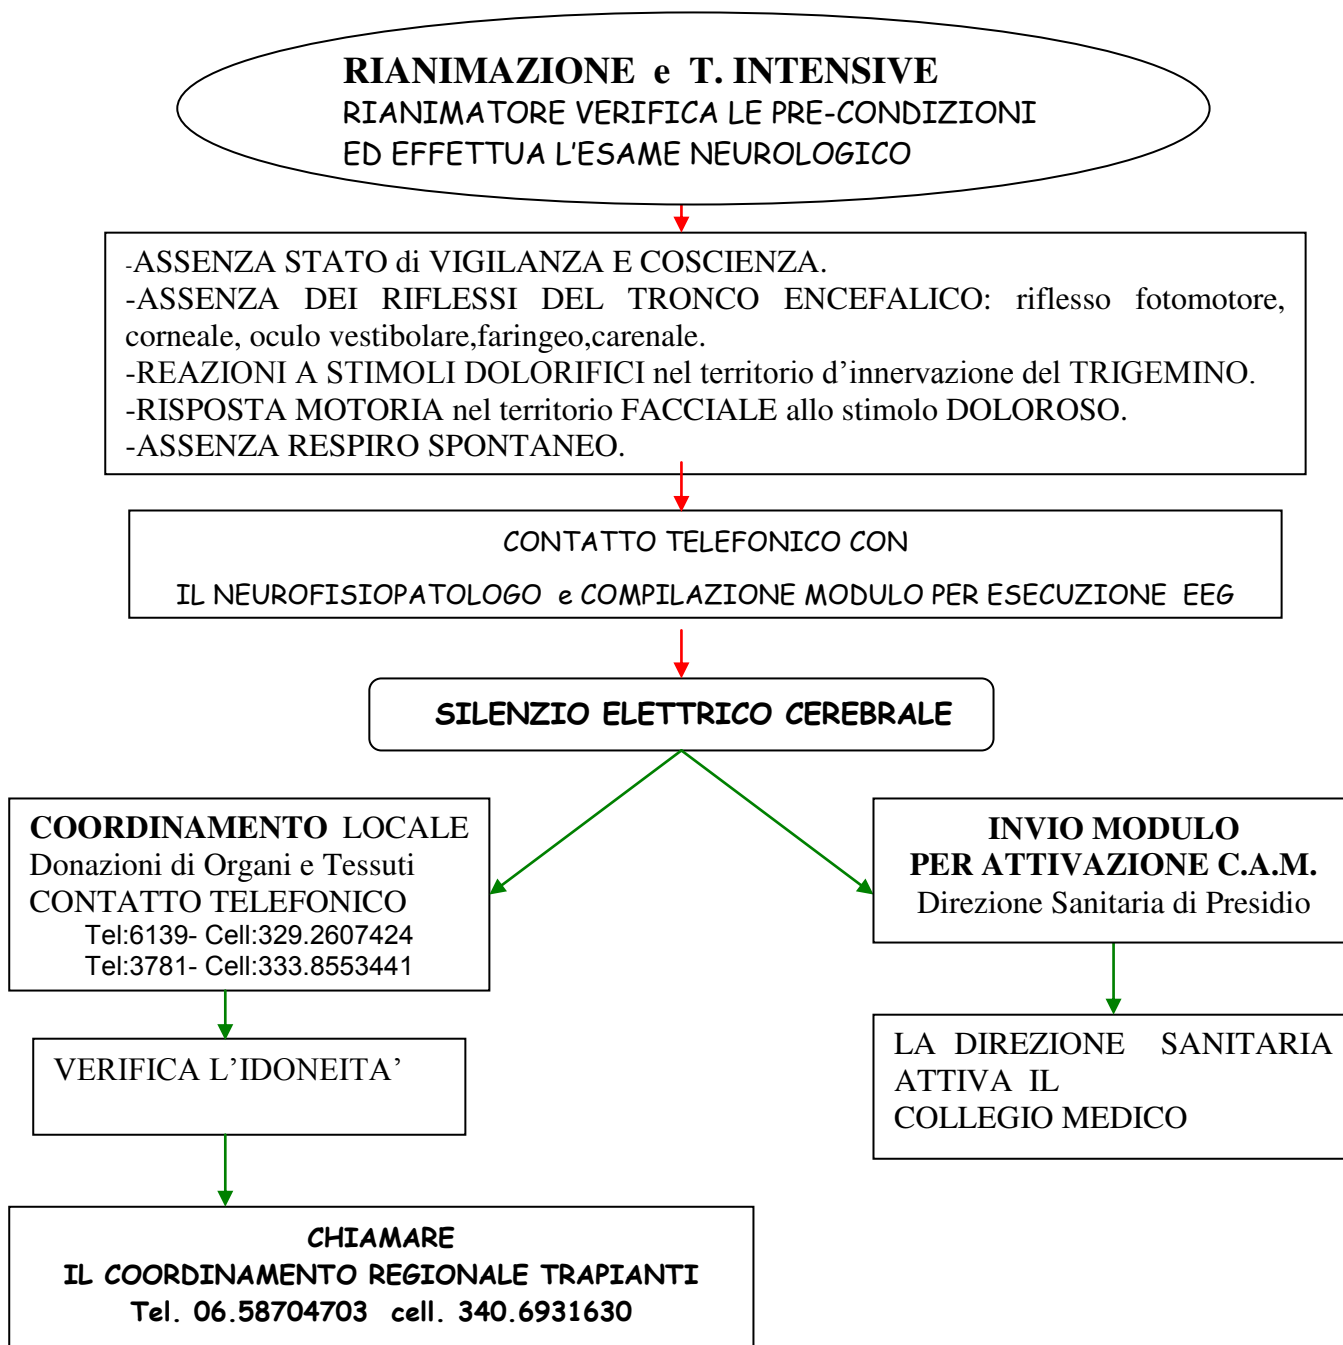 RIANIMAZIONE e T. INTENSIVE
RIANIMATORE VERIFICA LE PRE-CONDIZIONI
ED EFFETTUA L'ESAME NEUROLOGICO
-ASSENZA STATO di VIGILANZA E COSCIENZA.
-ASSENZA DEI RIFLESSI DEL TRONCO ENCEFALICO: riflesso fotomotore,
corneale, oculo vestibolare,faringeo,carenale.
-REAZIONI A STIMOLI DOLORIFICI nel territorio d'innervazione del TRIGEMINO.
-RISPOSTA MOTORIA nel territorio FACCIALE allo stimolo DOLOROSO.
-ASSENZA RESPIRO SPONTANEO.
CONTATTO TELEFONICO CON
IL NEUROFISIOPATOLOGO e COMPILAZIONE MODULO PER ESECUZIONE EEG
SILENZIO ELETTRICO CEREBRALE
COORDINAMENTO LOCALE
Donazioni di Organi e Tessuti
CONTATTO TELEFONICO
Tel:6139- Cell:329.2607424
Tel:3781- Cell:333.8553441
INVIO MODULO
PER ATTIVAZIONE C.A.M.
Direzione Sanitaria di Presidio
VERIFICA L'IDONEITA'
LA DIREZIONE SANITARIA
ATTIVA IL
COLLEGIO MEDICO
CHIAMARE
IL COORDINAMENTO REGIONALE TRAPIANTI
Tel. 06.58704703 cell. 340.6931630